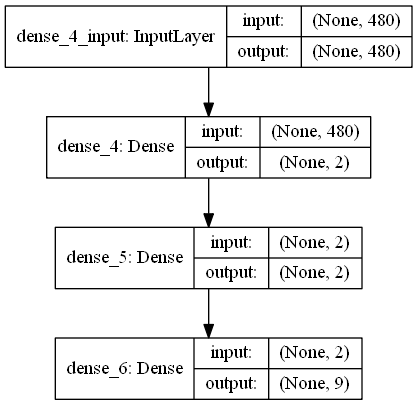 dense_4_input: InputLayer
input: (None, 480)
output: (None, 480)
dense_4: Dense
input: (None, 480)
output: (None, 2)
dense_5: Dense
input: (None, 2)
output: (None, 2)
dense_6: Dense
input: (None, 2)
output: (None, 9)